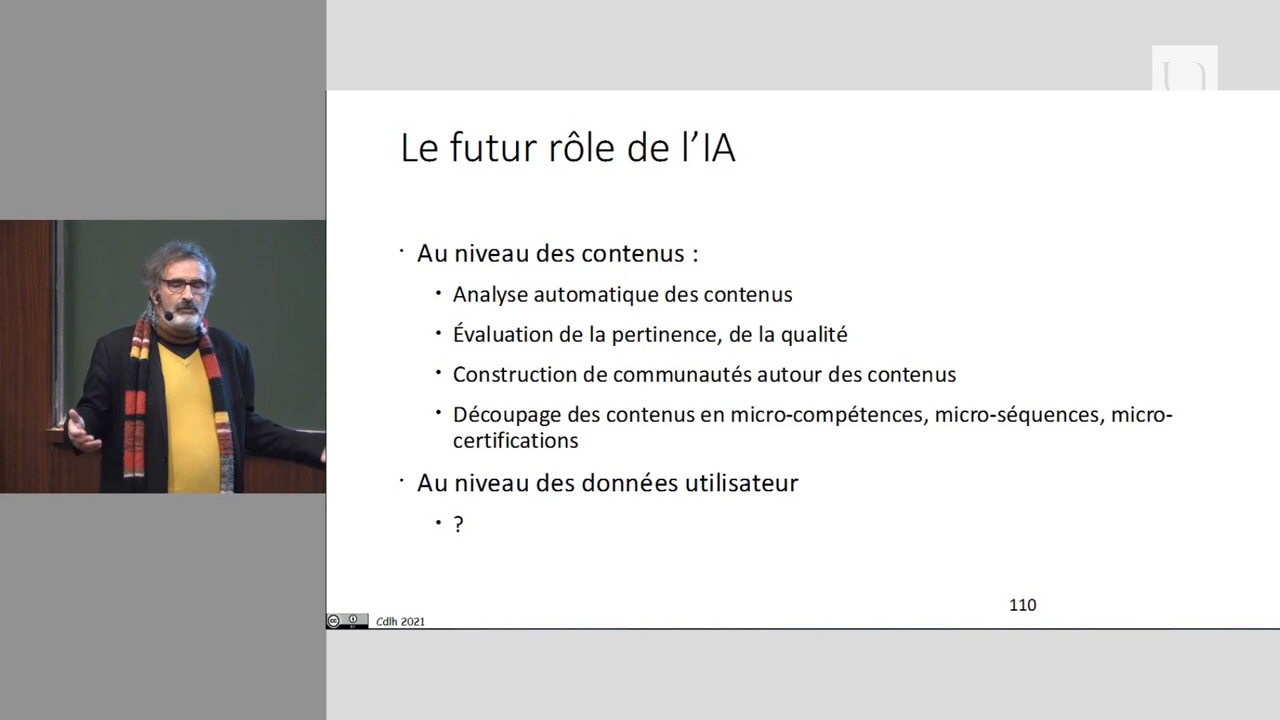 Le futur rôle de l’IA
· Au niveau des contenus :
• Analyse automatique des contenus
• Évaluation de la pertinence, de la qualité
• Construction de communautés autour des contenus
• Découpage des contenus en micro-compétences, micro-séquences, micro-
certifications
· Au niveau des données utilisateur
• ?
110
cc BY
Cdlh 2021